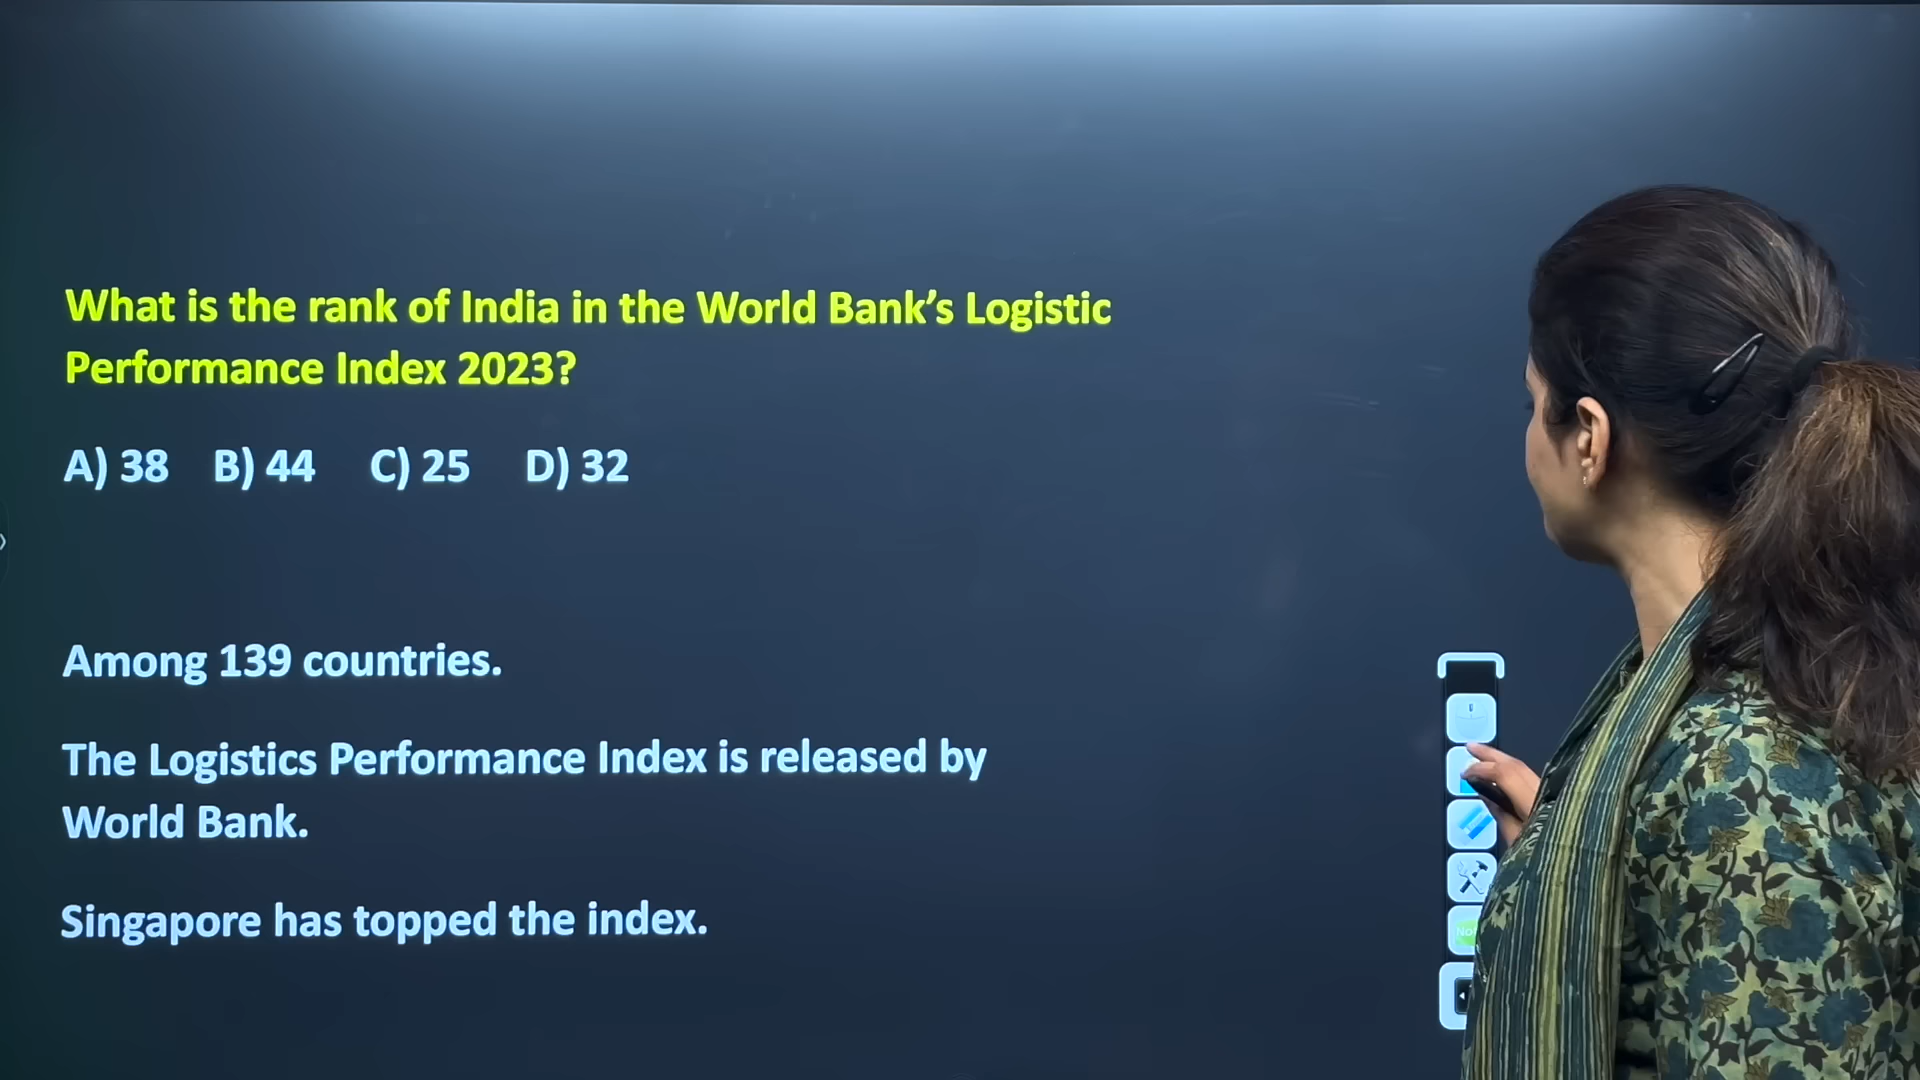 What is the rank of India in the World Bank’s Logistic
Performance Index 2023?
A) 38 B) 44 C) 25 D) 32
Among 139 countries.
The Logistics Performance Index is released by
World Bank.
Singapore has topped the index.